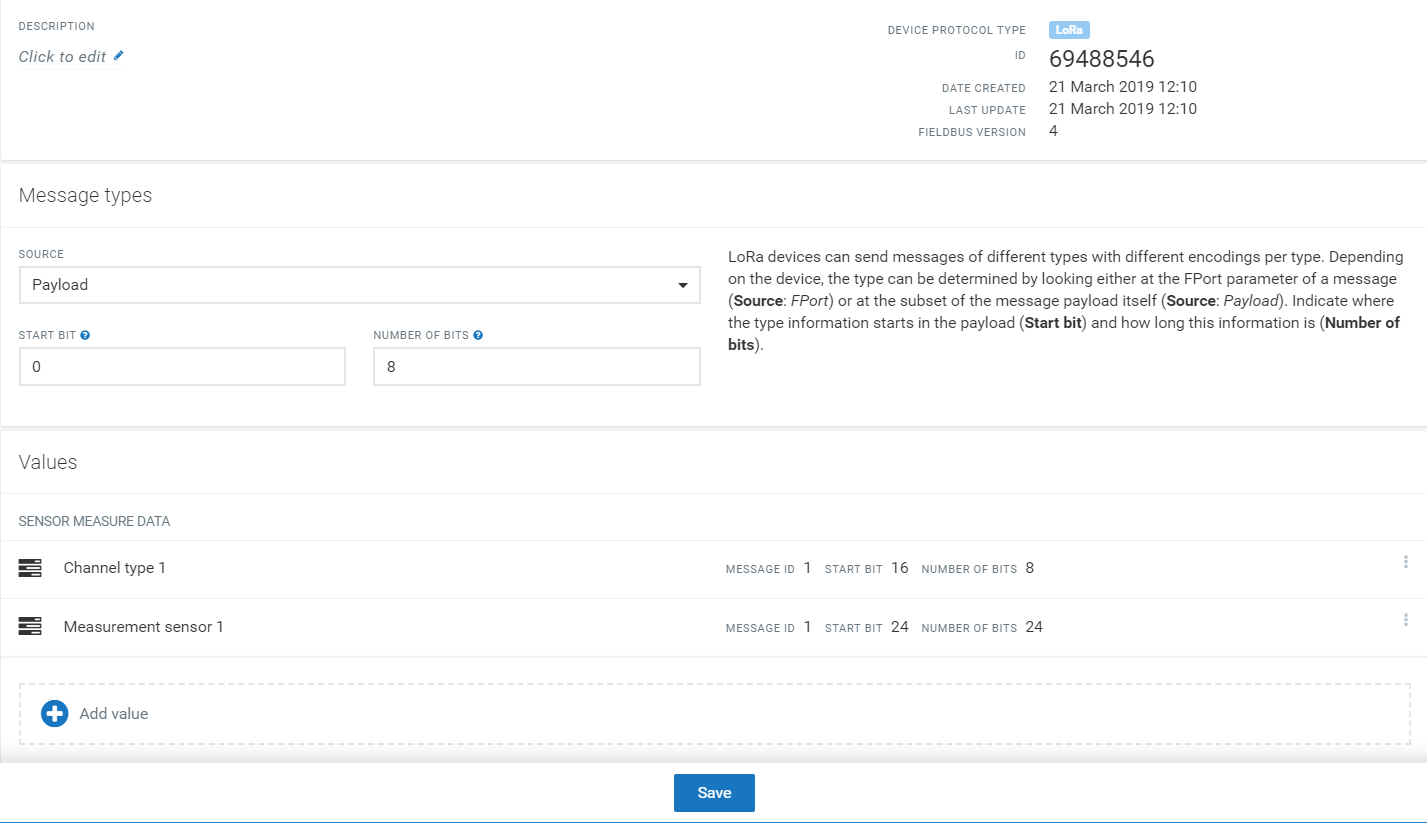 DESCRIPTION
Click to edit
DEVICE PROTOCOL TYPE LoRa
ID 69488546
DATE CREATED 21 March 2019 12:10
LAST UPDATE 21 March 2019 12:10
FIELDBUS VERSION 4
Message types
SOURCE
Payload
START BIT ? NUMBER OF BITS ?
0 8
LoRa devices can send messages of different types with different encodings per type. Depending
on the device, the type can be determined by looking either at the FPort parameter of a message
(Source: FPort) or at the subset of the message payload itself (Source: Payload). Indicate where
the type information starts in the payload (Start bit) and how long this information is (Number of
bits).
Values
SENSOR MEASURE DATA
Channel type 1 MESSAGE ID 1 START BIT 16 NUMBER OF BITS 8
Measurement sensor 1 MESSAGE ID 1 START BIT 24 NUMBER OF BITS 24
Add value
Save